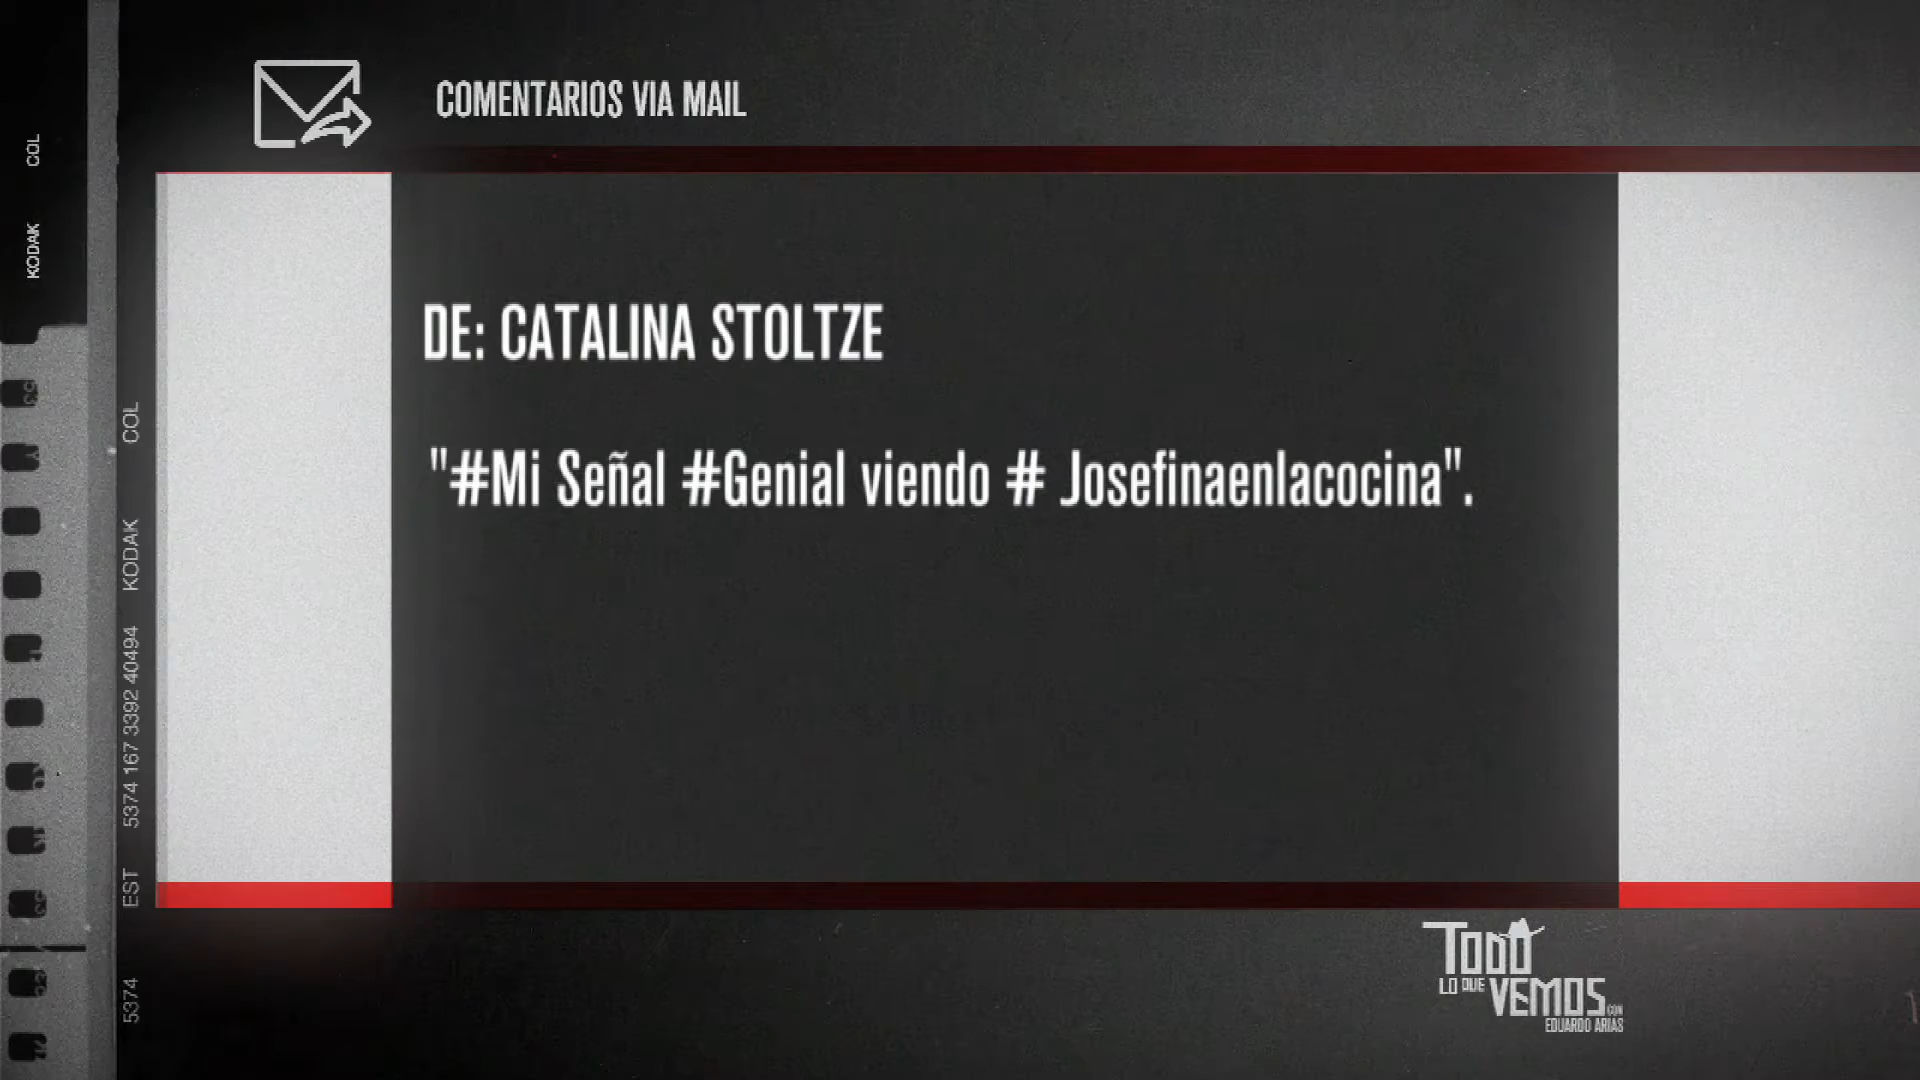 COMENTARIOS VIA MAIL
DE: CATALINA STOLTZE
"#Mi Señal #Genial viendo # Josefinaenlacocina".
COL
KODAK
COL
KODAK
5374 167 3392 40494
EST
5374
TODO
LO QUE VEMOS CON
EDUARDO ARIAS